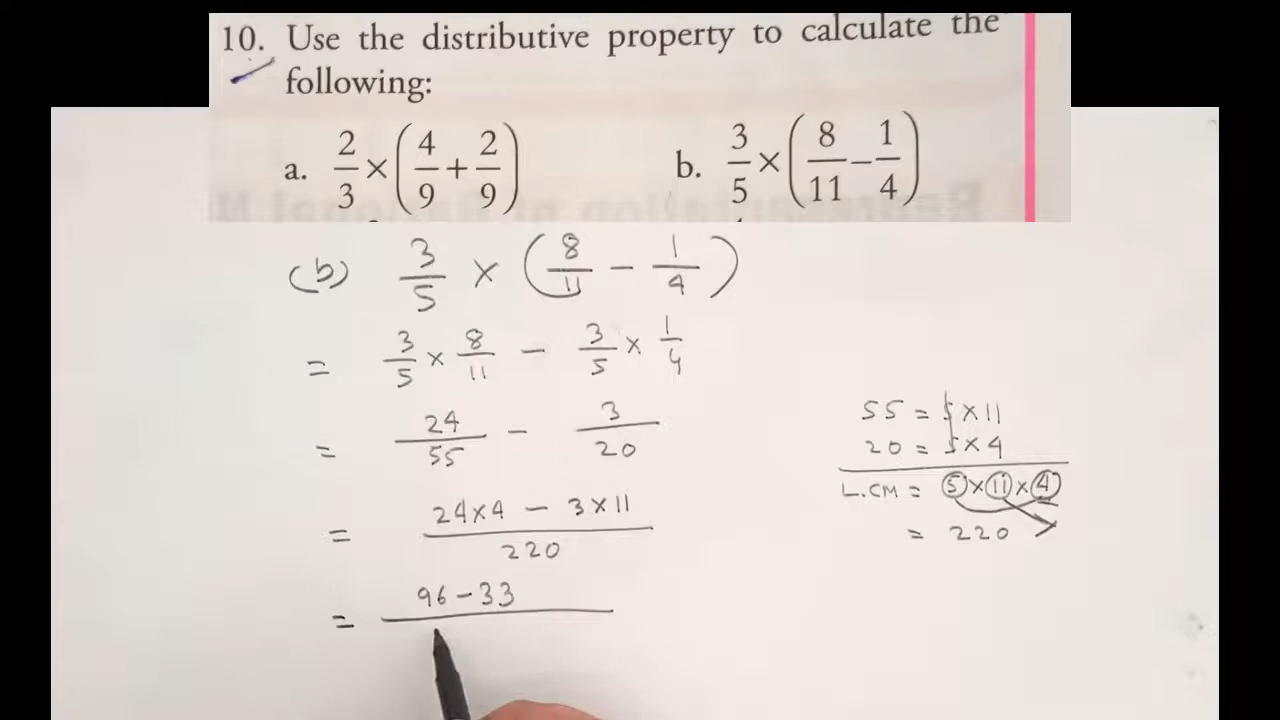 10. Use the distributive property to calculate the
following:
a. 2/3 × (4/9 + 2/9) b. 3/5 × (8/11 − 1/4)
(b) 3/5 × (8/11 − 1/4)
= 3/5 × 8/11 − 3/5 × 1/4
= 24/55 − 3/20
= 24×4 − 3×11 / 220
= 96 − 33
55 = 5 × 11
20 = 5 × 4
L.CM = 5 × 11 × 4
= 220